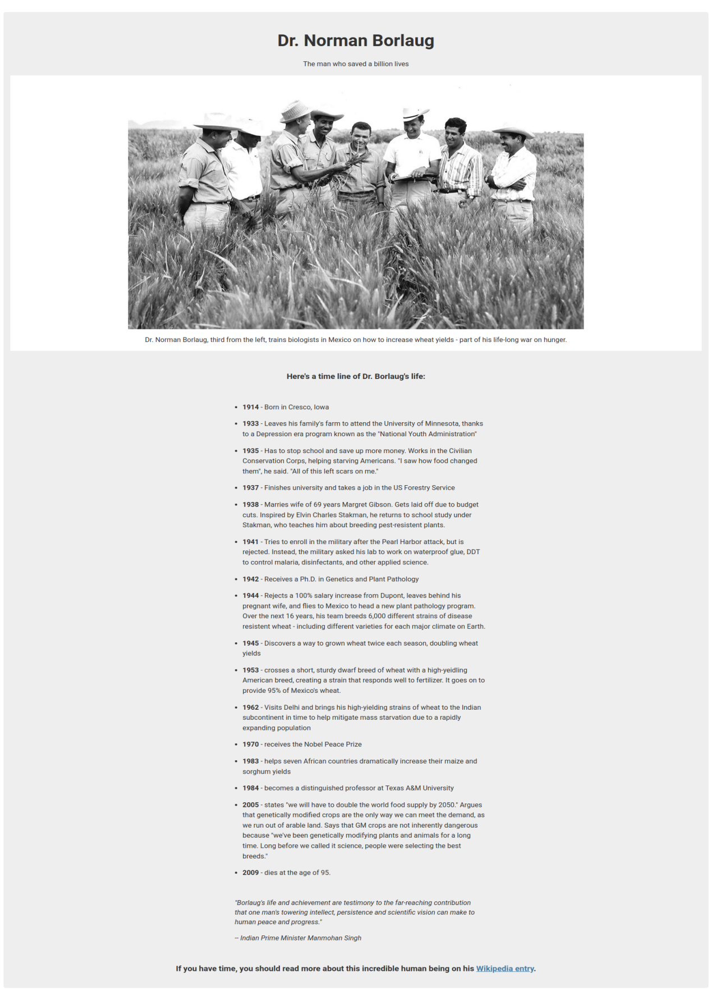 Dr. Norman Borlaug
The man who saved a billion lives
Dr. Norman Borlaug, third from the left, trains biologists in Mexico on how to increase wheat yields - part of his life-long war on hunger.
Here's a time line of Dr. Borlaug's life:
• 1914 - Born in Cresco, Iowa
• 1933 - Leaves his family's farm to attend the University of Minnesota, thanks
to a Depression era program known as the "National Youth Administration"
• 1935 - Has to stop school and save up more money. Works in the Civilian
Conservation Corps, helping starving Americans. "I saw how food changed
them", he said. "All of this left scars on me."
• 1937 - Finishes university and takes a job in the US Forestry Service
• 1938 - Marries wife of 69 years Margret Gibson. Gets laid off due to budget
cuts. Inspired by Elvin Charles Stakman, he returns to school study under
Stakman, who teaches him about breeding pest-resistent plants.
• 1941 - Tries to enroll in the military after the Pearl Harbor attack, but is
rejected. Instead, the military asked his lab to work on waterproof glue, DDT
to control malaria, disinfectants, and other applied science.
• 1942 - Receives a Ph.D. in Genetics and Plant Pathology
• 1944 - Rejects a 100% salary increase from Dupont, leaves behind his
pregnant wife, and flies to Mexico to head a new plant pathology program.
Over the next 16 years, his team breeds 6,000 different strains of disease
resistent wheat - including different varieties for each major climate on Earth.
• 1945 - Discovers a way to grown wheat twice each season, doubling wheat
yields
• 1953 - crosses a short, sturdy dwarf breed of wheat with a high-yeidling
American breed, creating a strain that responds well to fertilizer. It goes on to
provide 95% of Mexico's wheat.
• 1962 - Visits Delhi and brings his high-yielding strains of wheat to the Indian
subcontinent in time to help mitigate mass starvation due to a rapidly
expanding population
• 1970 - receives the Nobel Peace Prize
• 1983 - helps seven African countries dramatically increase their maize and
sorghum yields
• 1984 - becomes a distinguished professor at Texas A&M University
• 2005 - states "we will have to double the world food supply by 2050." Argues
that genetically modified crops are the only way we can meet the demand, as
we run out of arable land. Says that GM crops are not inherently dangerous
because "we've been genetically modifying plants and animals for a long
time. Long before we called it science, people were selecting the best
breeds."
• 2009 - dies at the age of 95.
"Borlaug's life and achievement are testimony to the far-reaching contribution
that one man's towering intellect, persistence and scientific vision can make to
human peace and progress."
-- Indian Prime Minister Manmohan Singh
If you have time, you should read more about this incredible human being on his Wikipedia entry.